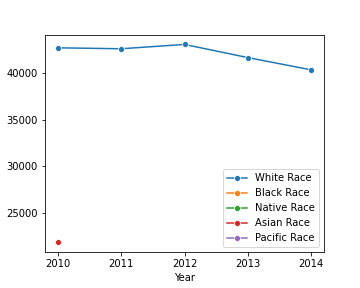 40000
35000
30000
25000
2010 2011 2012 2013 2014
Year
White Race
Black Race
Native Race
Asian Race
Pacific Race